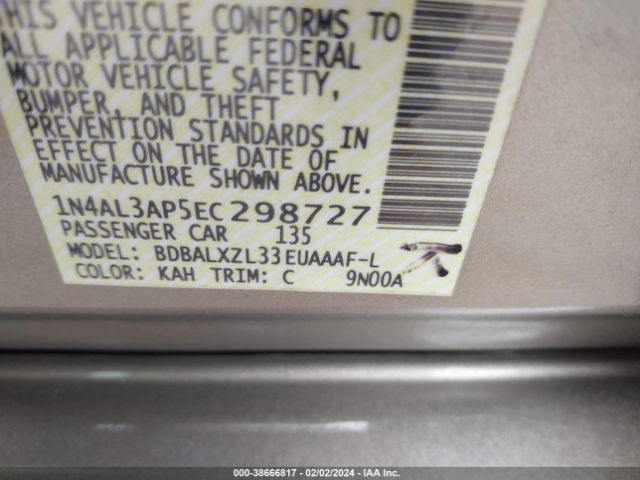 THIS VEHICLE CONFORMS TO
ALL APPLICABLE FEDERAL
MOTOR VEHICLE SAFETY,
BUMPER, AND THEFT
PREVENTION STANDARDS IN
EFFECT ON THE DATE OF
MANUFACTURE SHOWN ABOVE.
1N4AL3AP5EC298727
PASSENGER CAR 135
MODEL: BDBALXZL33EUAAAF-L
COLOR: KAH TRIM: C 9N00A
000-38666817 - 02/02/2024 - IAA Inc.